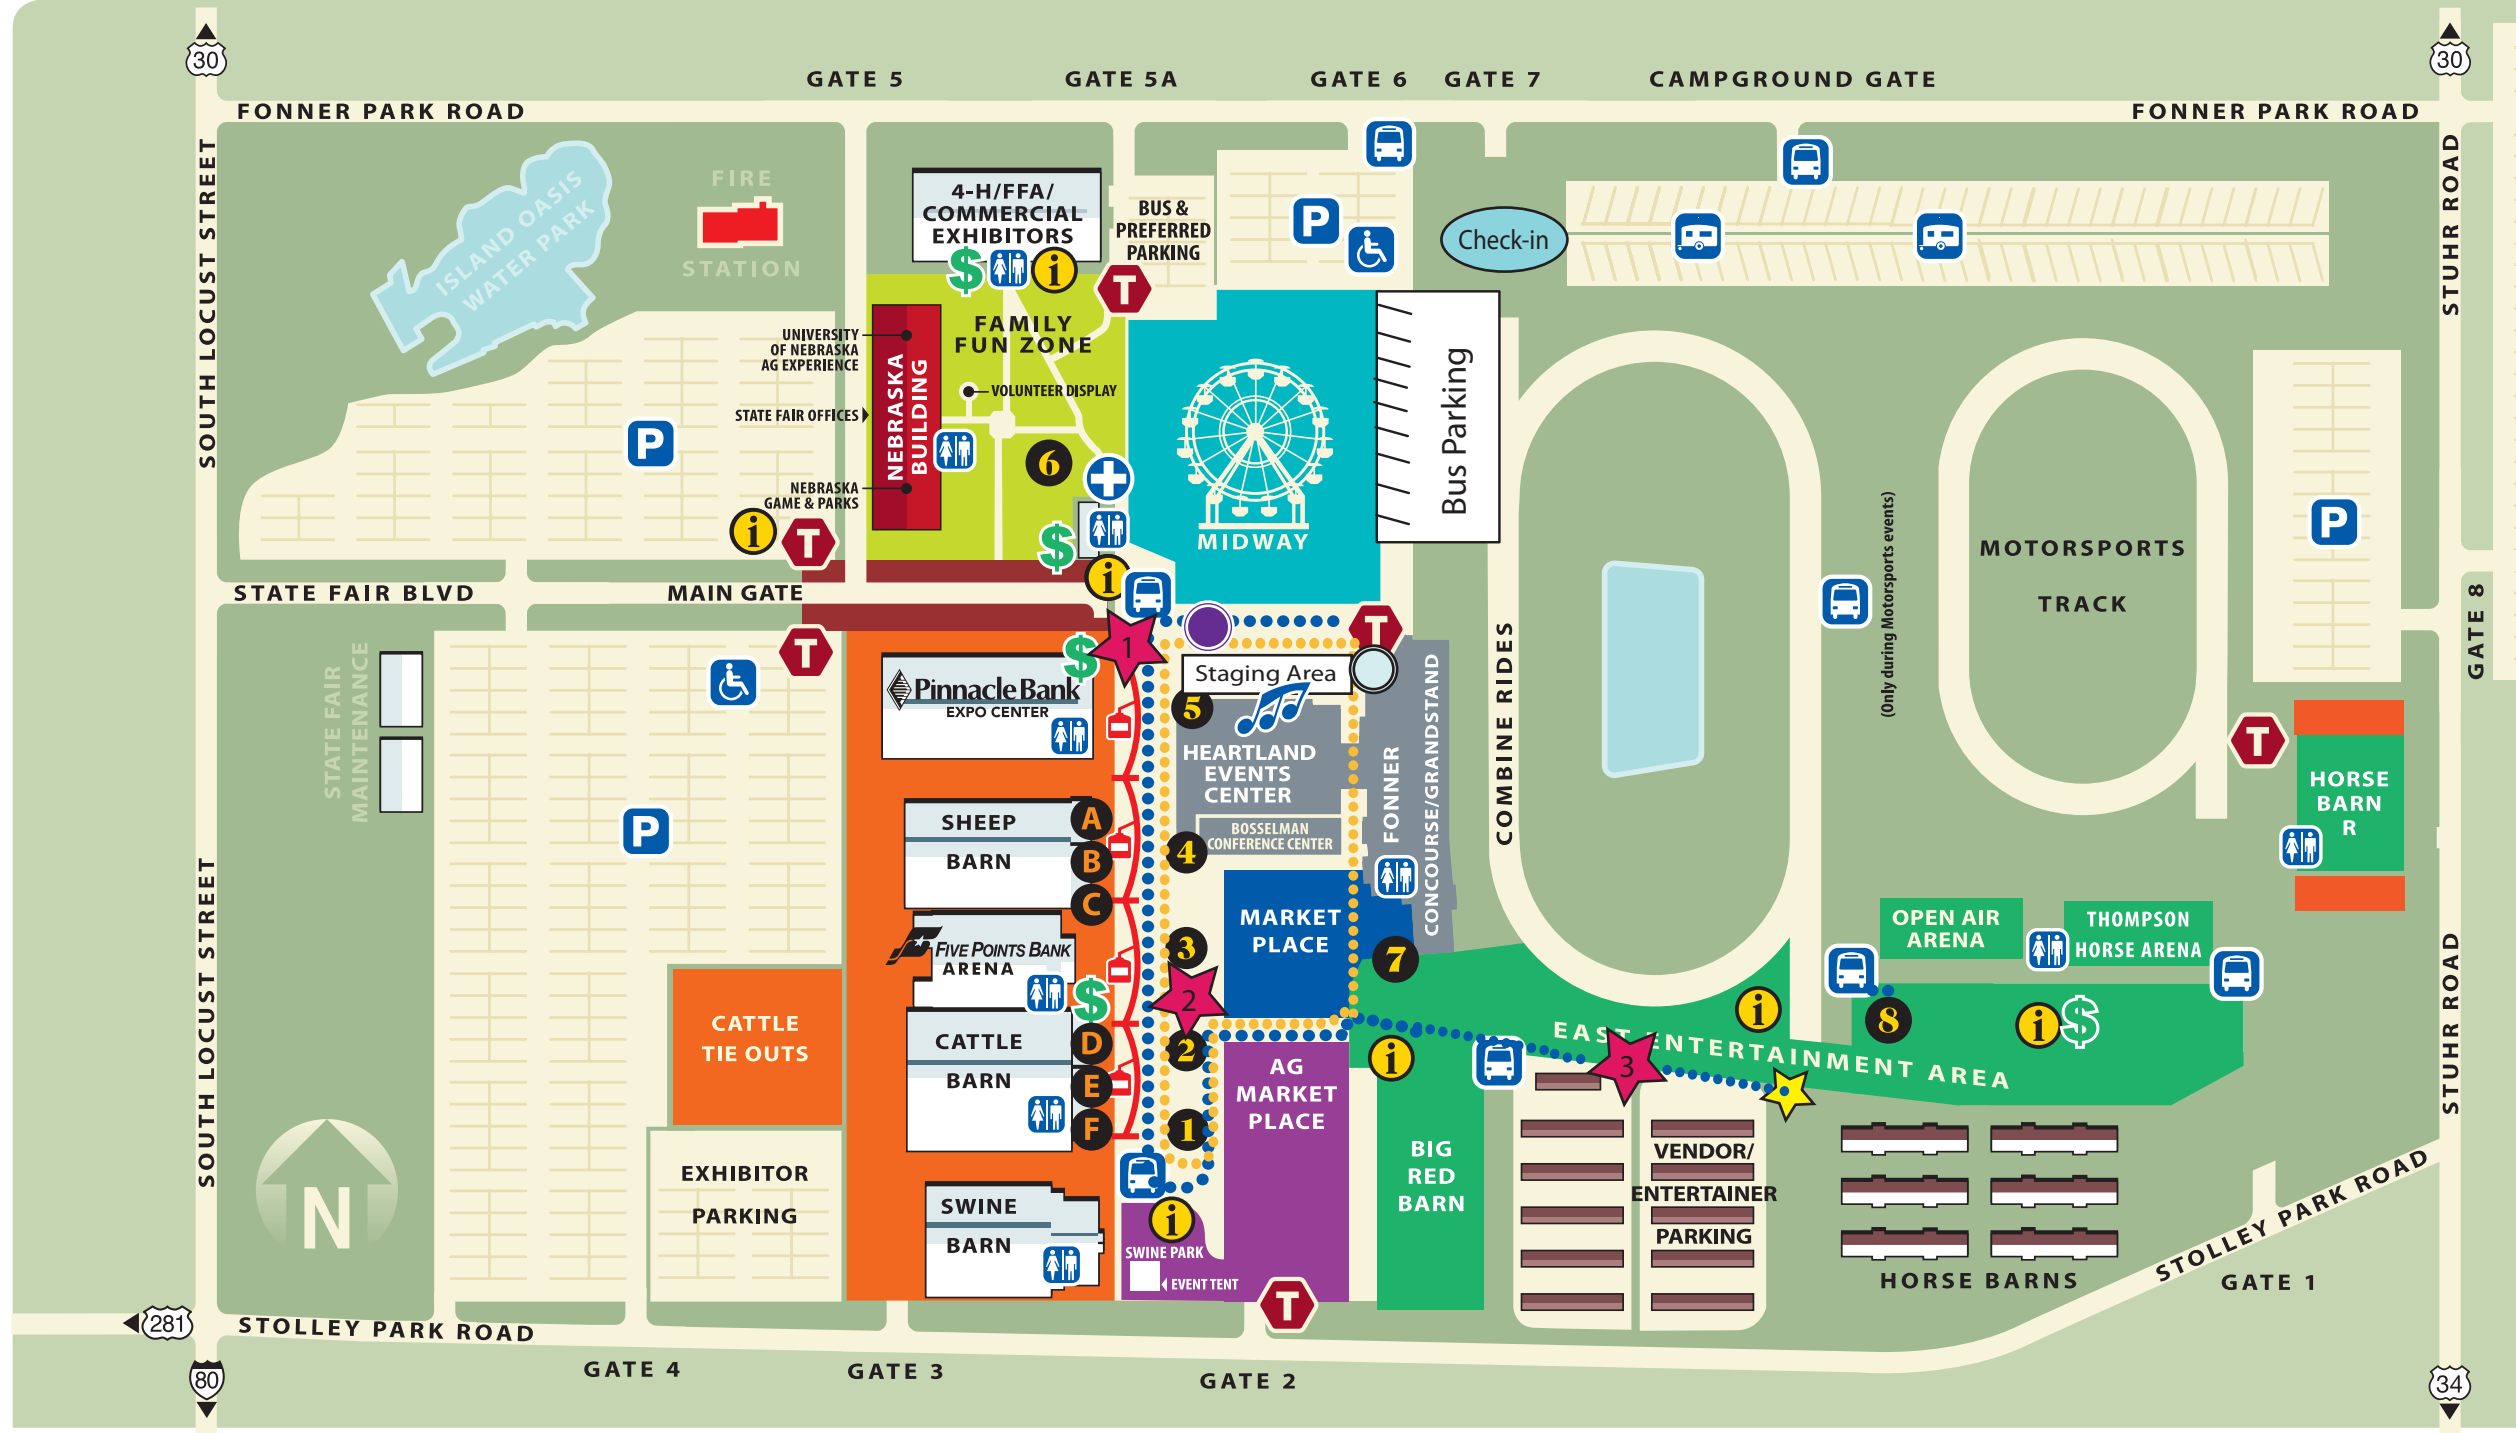 30
30
GATE 5
GATE 5A
GATE 6
GATE 7
CAMPGROUND GATE
FONNER PARK ROAD
FONNER PARK ROAD
SOUTH LOCUST STREET
STUHR ROAD
ISLAND OASIS
WATER PARK
FIRE
STATION
4-H/FFA/
COMMERCIAL
EXHIBITORS
$
i
BUS &
PREFERRED
PARKING
T
P
Check-in
UNIVERSITY
OF NEBRASKA
AG EXPERIENCE
STATE FAIR OFFICES
NEBRASKA
GAME & PARKS
NEBRASKA
BUILDING
FAMILY
FUN ZONE
VOLUNTEER DISPLAY
6
P
i
T
$
i
MIDWAY
Bus Parking
COMBINE RIDES
(Only during Motorsports events)
MOTORSPORTS
TRACK
P
GATE 8
STATE FAIR BLVD
MAIN GATE
T
STATE FAIR
MAINTENANCE
P
$
1
T
Staging Area
Pinnacle Bank
EXPO CENTER
5
HEARTLAND
EVENTS
CENTER
BOSSELMAN
CONFERENCE CENTER
FONNER
CONCOURSE/GRANDSTAND
T
HORSE
BARN
R
SHEEP
BARN
A
B
C
4
MARKET
PLACE
3
7
FIVE POINTS BANK
ARENA
$
2
OPEN AIR
ARENA
THOMPSON
HORSE ARENA
i
8
i
$
EAST ENTERTAINMENT AREA
3
CATTLE
TIE OUTS
CATTLE
BARN
D
E
F
2
1
AG
MARKET
PLACE
i
BIG
RED
BARN
VENDOR/
ENTERTAINER
PARKING
SOUTH LOCUST STREET
STUHR ROAD
N
EXHIBITOR
PARKING
SWINE
BARN
i
SWINE PARK
EVENT TENT
T
HORSE BARNS
STOLLEY PARK ROAD
GATE 1
281
STOLLEY PARK ROAD
80
GATE 4
GATE 3
GATE 2
34